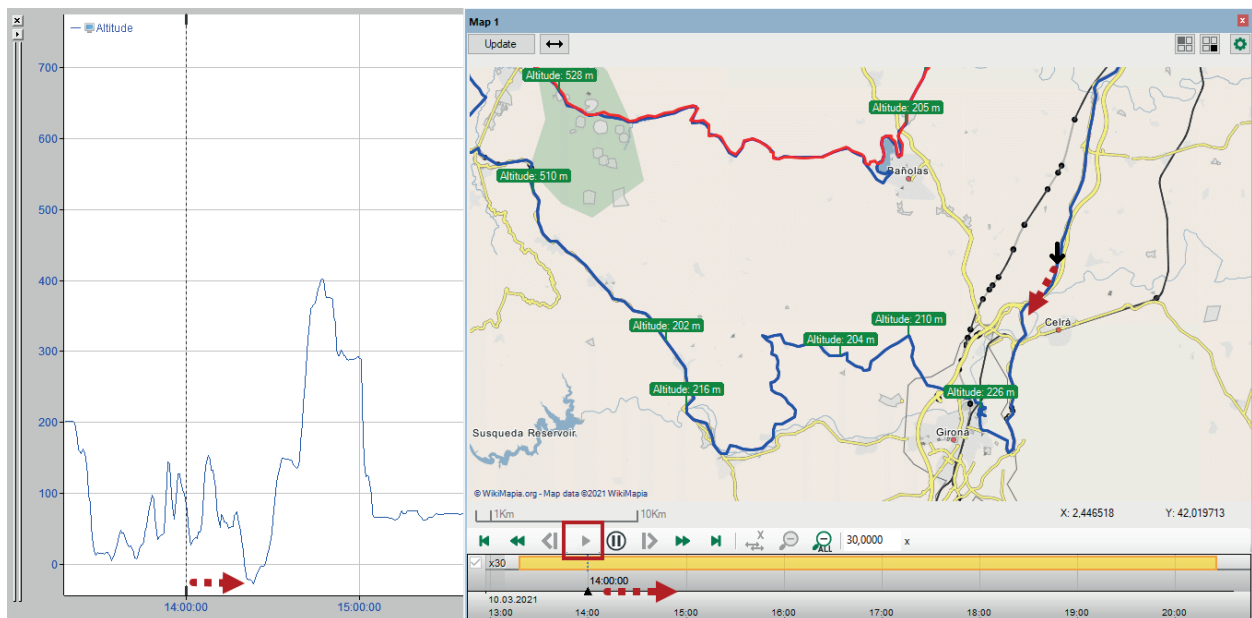 Altitude
700
600
500
400
300
200
100
0
14:00:00
15:00:00
Map 1
Update
Altitude: 528 m
Altitude: 205 m
Bañolas
Altitude: 510 m
Altitude: 202 m
Altitude: 210 m
Celrà
Altitude: 204 m
Altitude: 216 m
Altitude: 226 m
Susqueda Reservoir.
Girona
© WikiMapia.org - Map data ©2021 WikiMapia
1Km
10Km
X: 2,446518
Y: 42,019713
X
ALL
30,0000
x
x30
14:00:00
10.03.2021
13:00
14:00
15:00
16:00
17:00
18:00
19:00
20:00